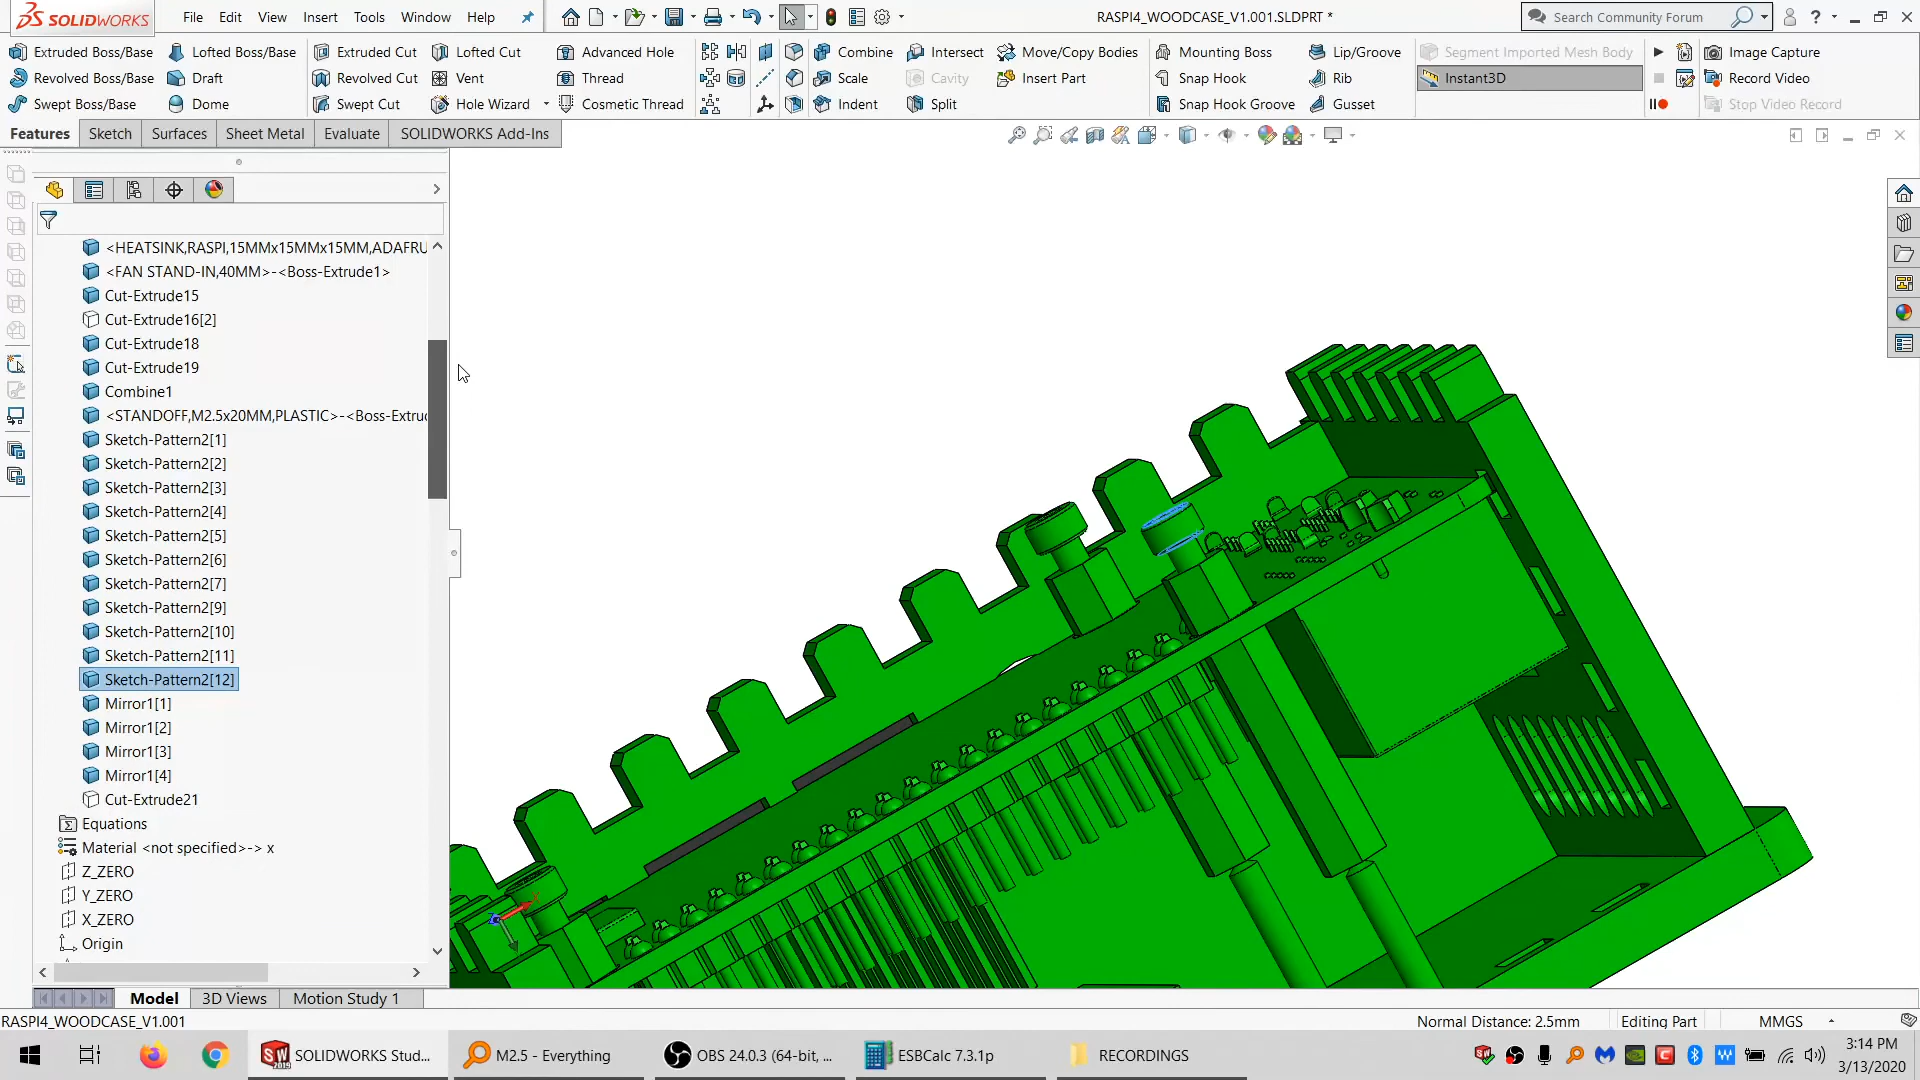 SOLIDWORKS File Edit View Insert Tools Window Help RASPI4_WOODCASE_V1.001.SLDPRT * Search Community Forum ?
Extruded Boss/Base Lofted Boss/Base Extruded Cut Lofted Cut Advanced Hole Combine Intersect Move/Copy Bodies Mounting Boss Lip/Groove Segment Imported Mesh Body Image Capture
Revolved Boss/Base Draft Revolved Cut Vent Thread Scale Cavity Insert Part Snap Hook Rib Instant3D Record Video
Swept Boss/Base Dome Swept Cut Hole Wizard Cosmetic Thread Indent Split Snap Hook Groove Gusset Stop Video Record
Features Sketch Surfaces Sheet Metal Evaluate SOLIDWORKS Add-Ins
<HEATSINK,RASPI,15MMx15MMx15MM,ADAFRU
<FAN STAND-IN,40MM>-<Boss-Extrude1>
Cut-Extrude15
Cut-Extrude16[2]
Cut-Extrude18
Cut-Extrude19
Combine1
<STANDOFF,M2.5x20MM,PLASTIC>-<Boss-Extru
Sketch-Pattern2[1]
Sketch-Pattern2[2]
Sketch-Pattern2[3]
Sketch-Pattern2[4]
Sketch-Pattern2[5]
Sketch-Pattern2[6]
Sketch-Pattern2[7]
Sketch-Pattern2[9]
Sketch-Pattern2[10]
Sketch-Pattern2[11]
Sketch-Pattern2[12]
Mirror1[1]
Mirror1[2]
Mirror1[3]
Mirror1[4]
Cut-Extrude21
Equations
Material <not specified>-> x
Z_ZERO
Y_ZERO
X_ZERO
Origin
Model 3D Views Motion Study 1
RASPI4_WOODCASE_V1.001 Normal Distance: 2.5mm Editing Part MMGS
SOLIDWORKS Stud... M2.5 - Everything OBS 24.0.3 (64-bit, ... ESBCalc 7.3.1p RECORDINGS
3:14 PM
3/13/2020